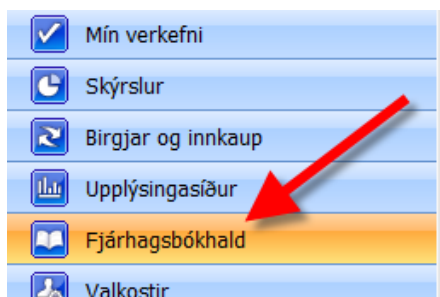 Mín verkefni
Skýrslur
Birgjar og innkaup
Upplýsingasíður
Fjárhagsbókhald
Valkostir